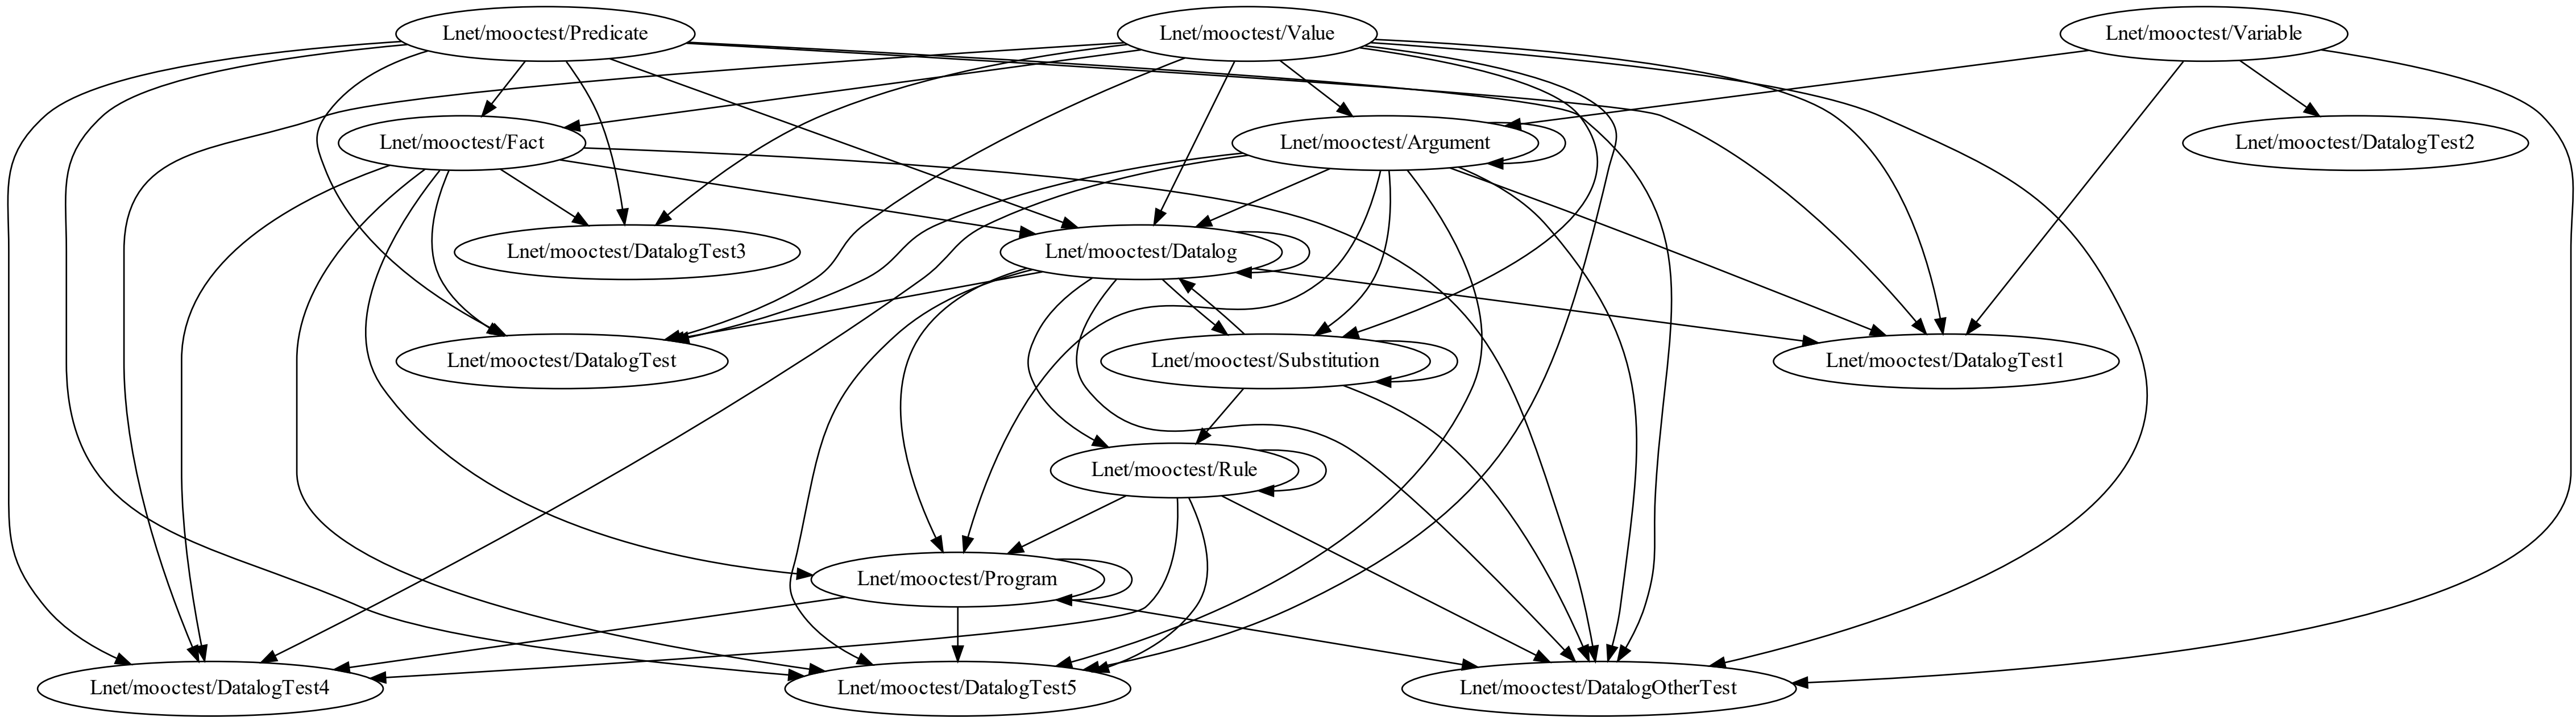 Lnet/mooctest/Predicate
Lnet/mooctest/Value
Lnet/mooctest/Variable
Lnet/mooctest/Fact
Lnet/mooctest/Argument
Lnet/mooctest/DatalogTest2
Lnet/mooctest/DatalogTest3
Lnet/mooctest/Datalog
Lnet/mooctest/DatalogTest
Lnet/mooctest/Substitution
Lnet/mooctest/DatalogTest1
Lnet/mooctest/Rule
Lnet/mooctest/Program
Lnet/mooctest/DatalogTest4
Lnet/mooctest/DatalogTest5
Lnet/mooctest/DatalogOtherTest